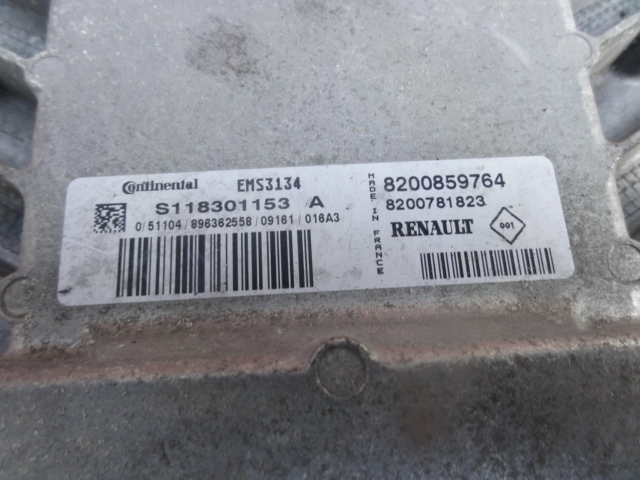 Continental EMS3134
S118301153 A
0/51104/896362558/09161/016A3
MADE IN FRANCE
8200859764
8200781823
RENAULT 001